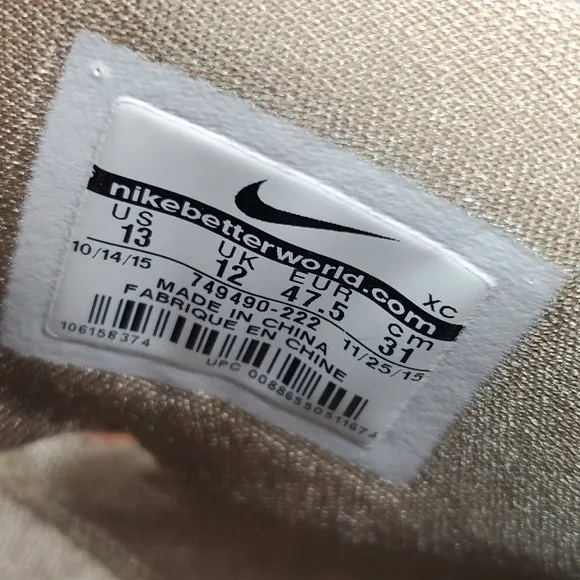 nikebetterworld.com
US UK EUR cm XC
13 12 47.5 31
10/14/15 749490-222 11/25/15
MADE IN CHINA
FABRIQUE EN CHINE
106158374
UPC 00886550511674